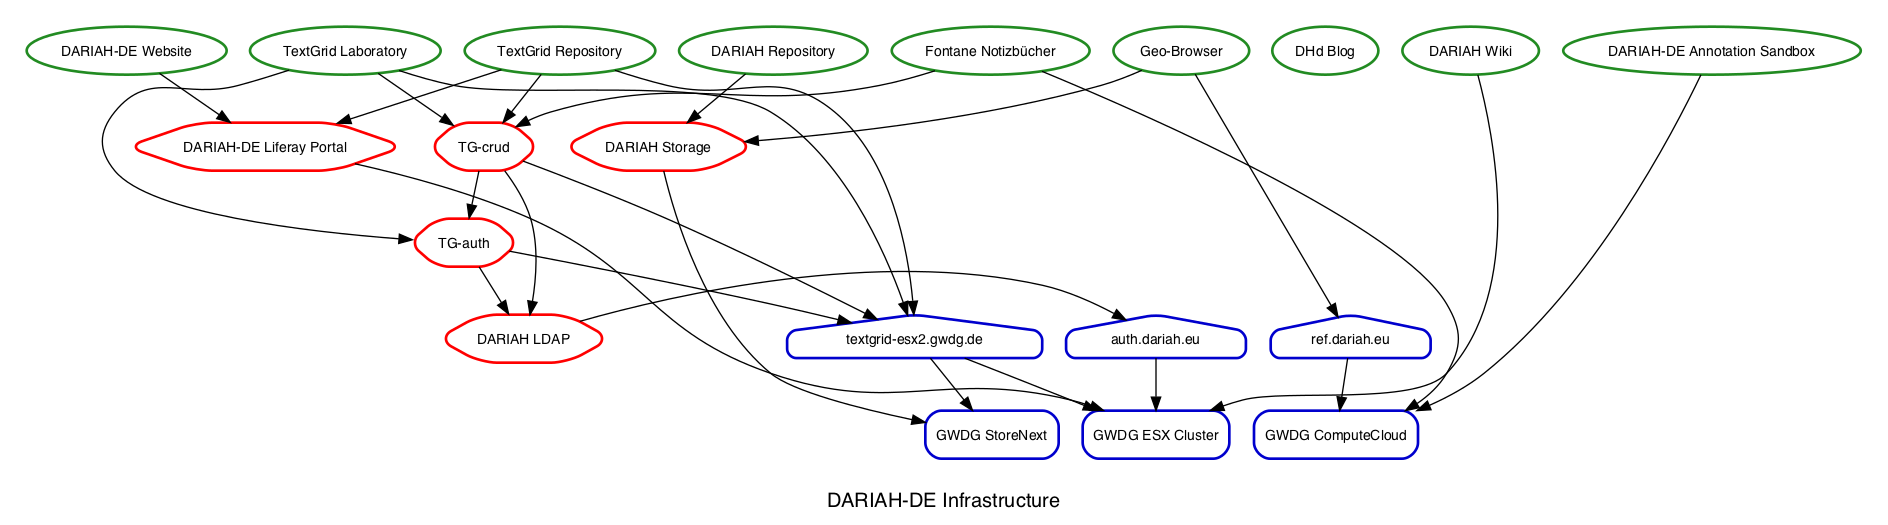 DARIAH-DE Website
TextGrid Laboratory
TextGrid Repository
DARIAH Repository
Fontane Notizbücher
Geo-Browser
DHd Blog
DARIAH Wiki
DARIAH-DE Annotation Sandbox
DARIAH-DE Liferay Portal
TG-crud
DARIAH Storage
TG-auth
DARIAH LDAP
textgrid-esx2.gwdg.de
auth.dariah.eu
ref.dariah.eu
GWDG StoreNext
GWDG ESX Cluster
GWDG ComputeCloud
DARIAH-DE Infrastructure